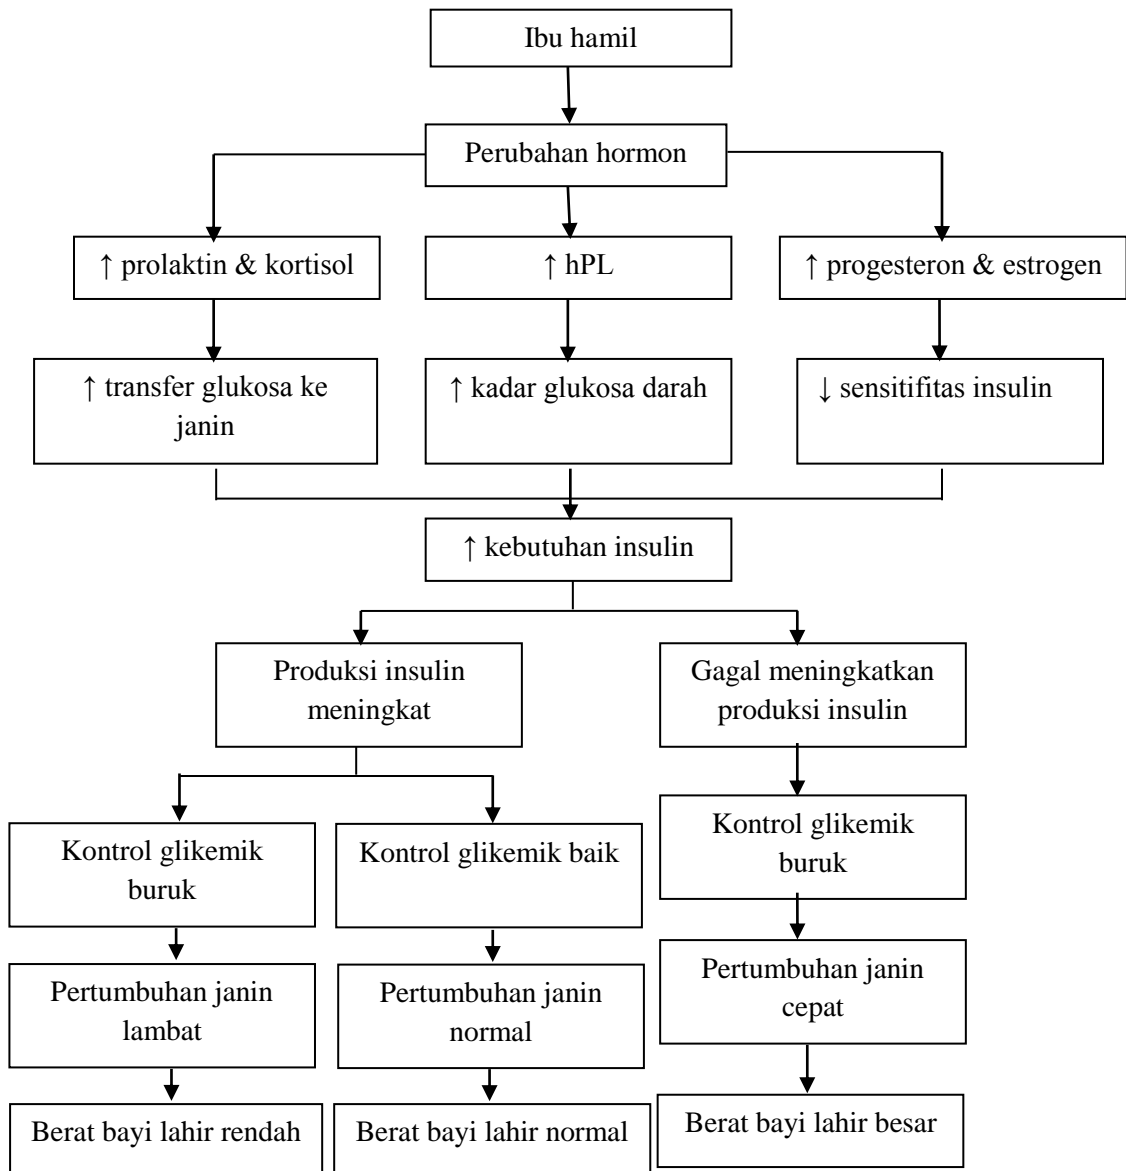 Ibu hamil
Perubahan hormon
↑ prolaktin & kortisol
↑ hPL
↑ progesteron & estrogen
↑ transfer glukosa ke
janin
↑ kadar glukosa darah
↓ sensitifitas insulin
↑ kebutuhan insulin
Produksi insulin
meningkat
Gagal meningkatkan
produksi insulin
Kontrol glikemik
buruk
Kontrol glikemik baik
Kontrol glikemik
buruk
Pertumbuhan janin
lambat
Pertumbuhan janin
normal
Pertumbuhan janin
cepat
Berat bayi lahir rendah
Berat bayi lahir normal
Berat bayi lahir besar